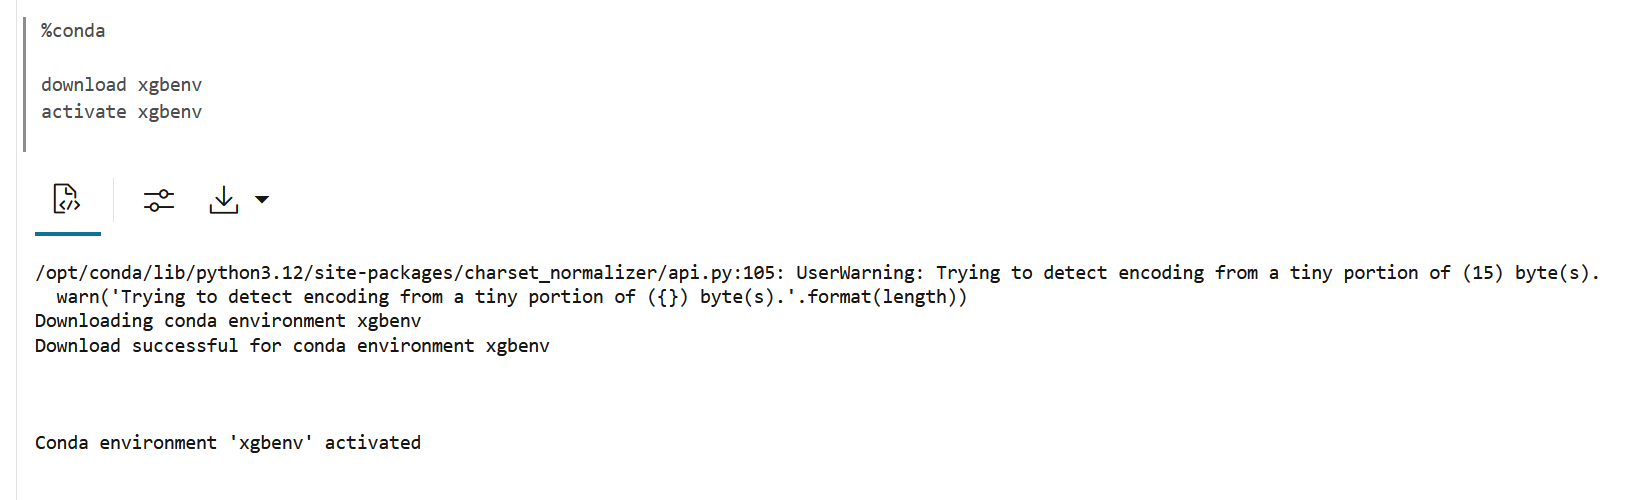 %conda
download xgbenv
activate xgbenv
/opt/conda/lib/python3.12/site-packages/charset_normalizer/api.py:105: UserWarning: Trying to detect encoding from a tiny portion of (15) byte(s).
  warn('Trying to detect encoding from a tiny portion of ({}) byte(s).'.format(length))
Downloading conda environment xgbenv
Download successful for conda environment xgbenv
Conda environment 'xgbenv' activated